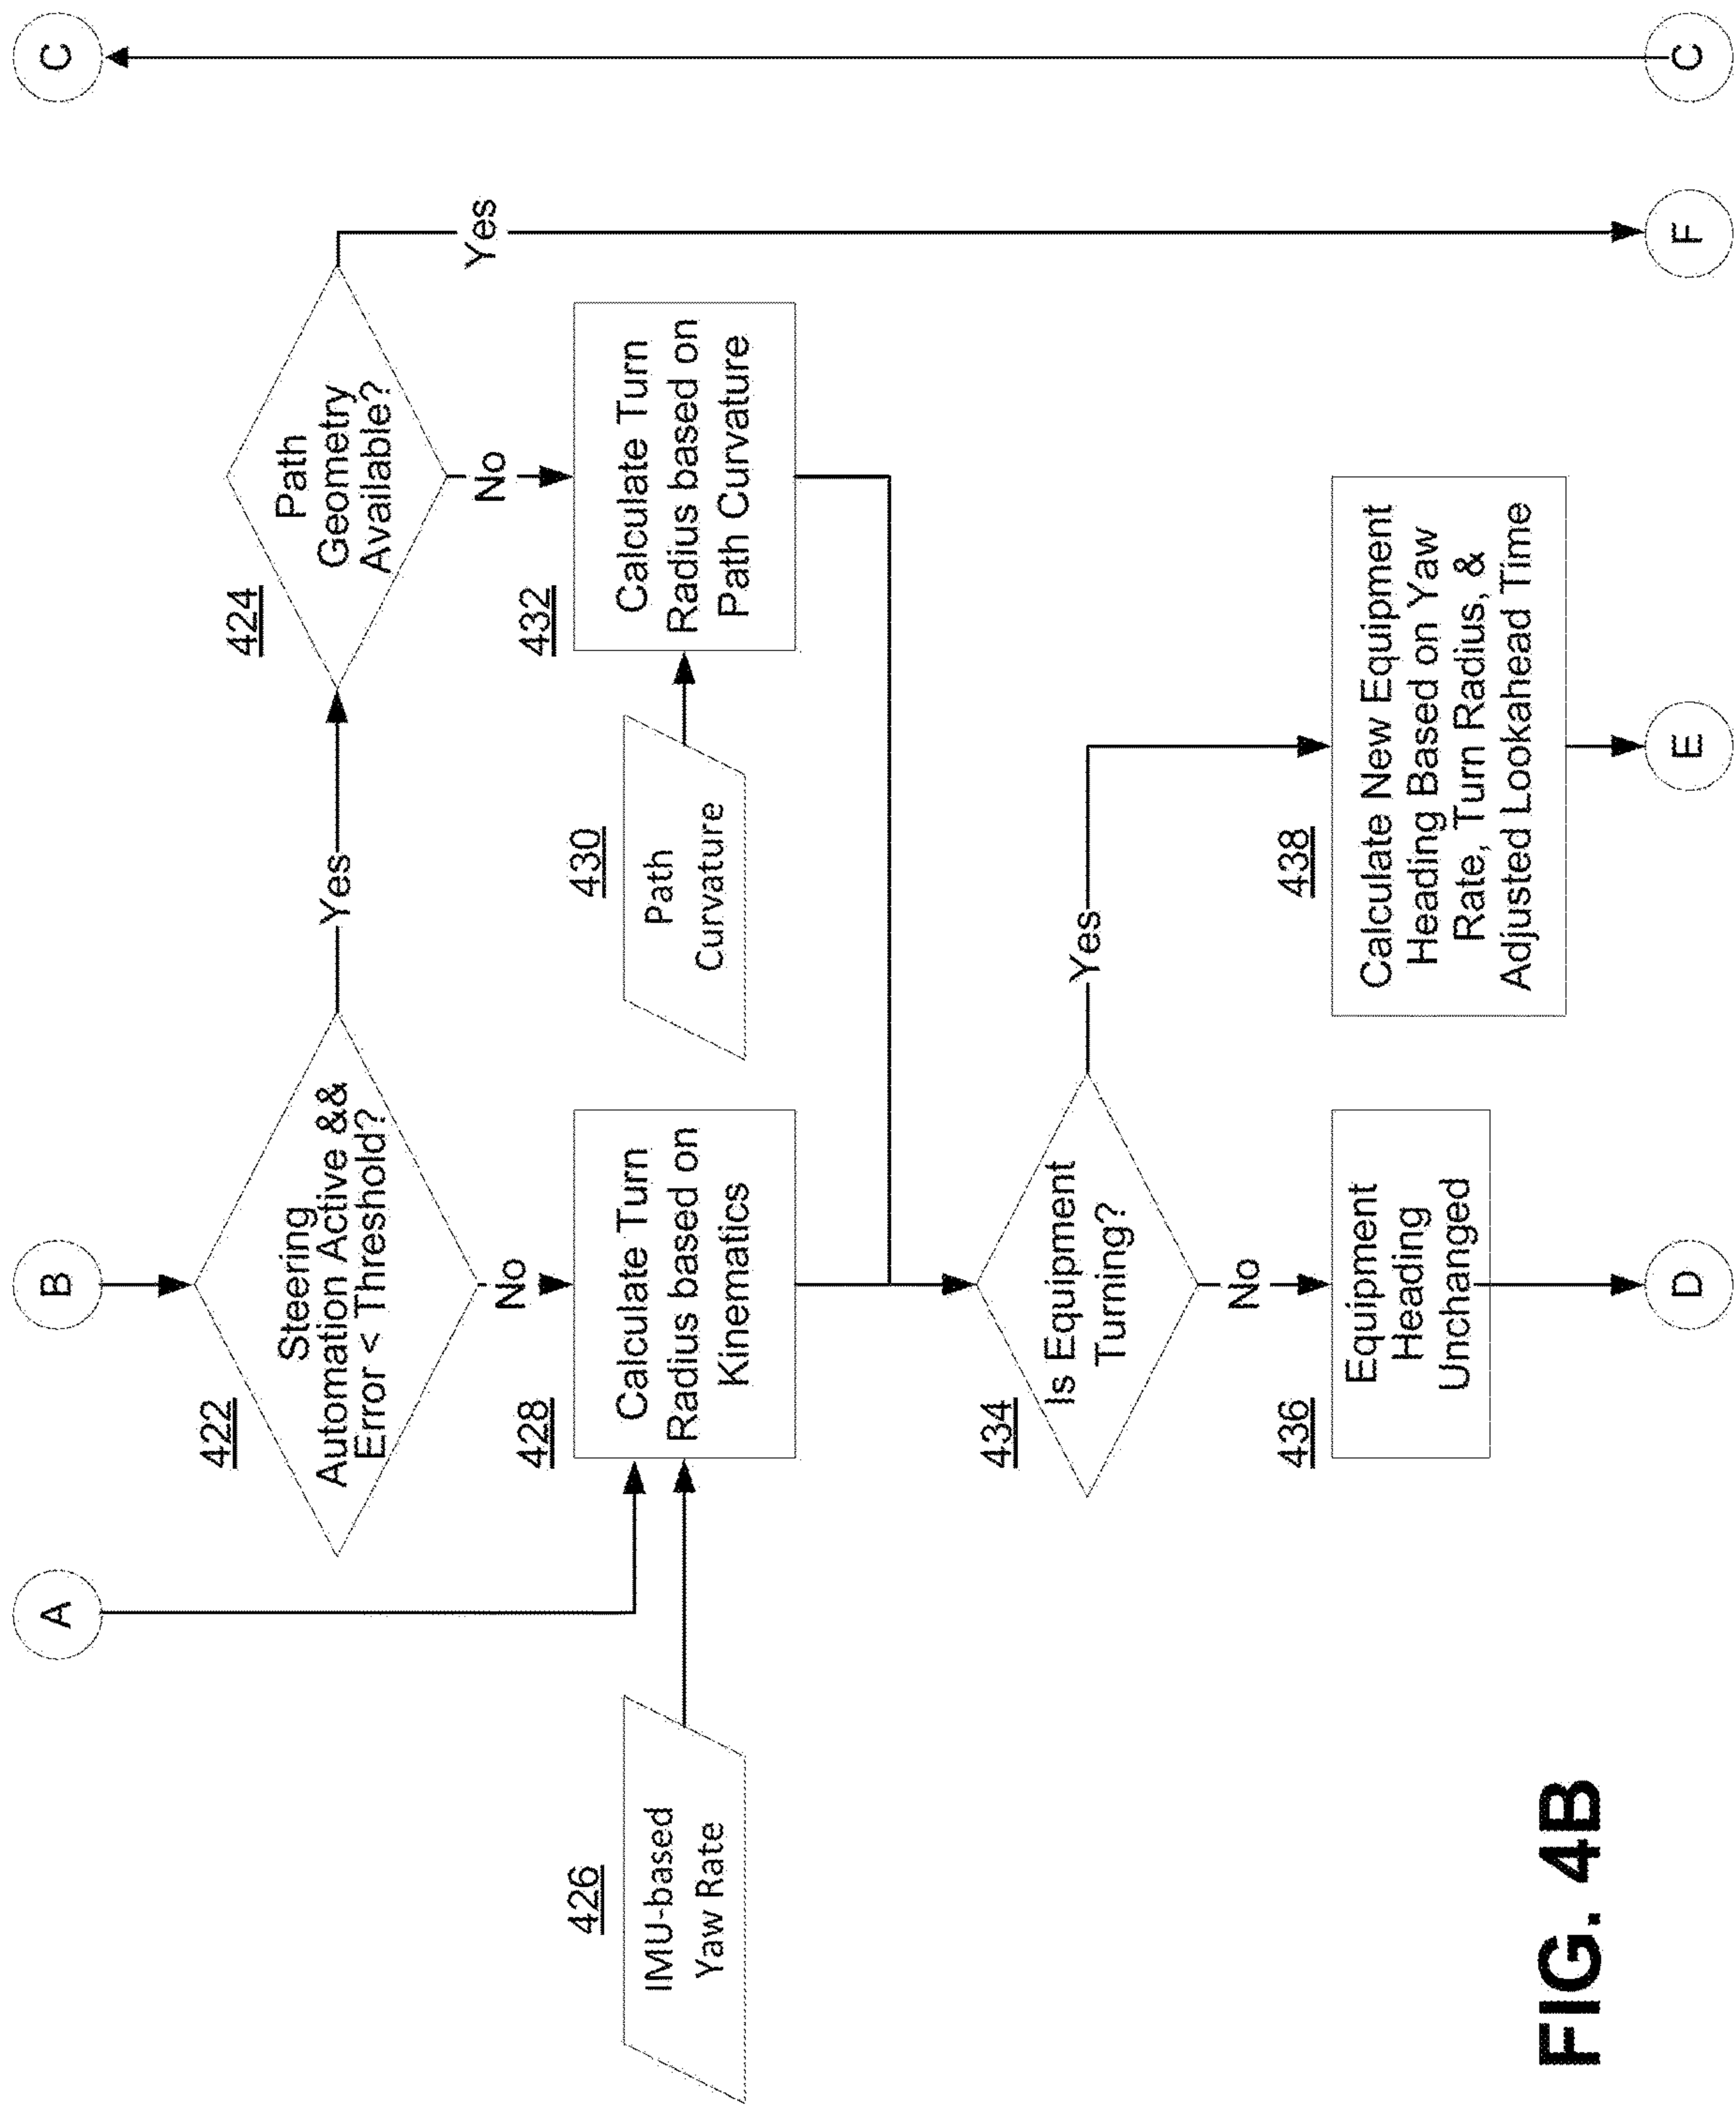 A
B
C
422
Steering
Automation Active &&
Error < Threshold?
Yes
No
424
Path
Geometry
Available?
Yes
No
426
IMU-based
Yaw Rate
428
Calculate Turn
Radius based on
Kinematics
430
Path
Curvature
432
Calculate Turn
Radius based on
Path Curvature
434
Is Equipment
Turning?
Yes
No
436
Equipment
Heading
Unchanged
438
Calculate New Equipment
Heading Based on Yaw
Rate, Turn Radius, &
Adjusted Lookahead Time
D
E
F
C
FIG. 4B